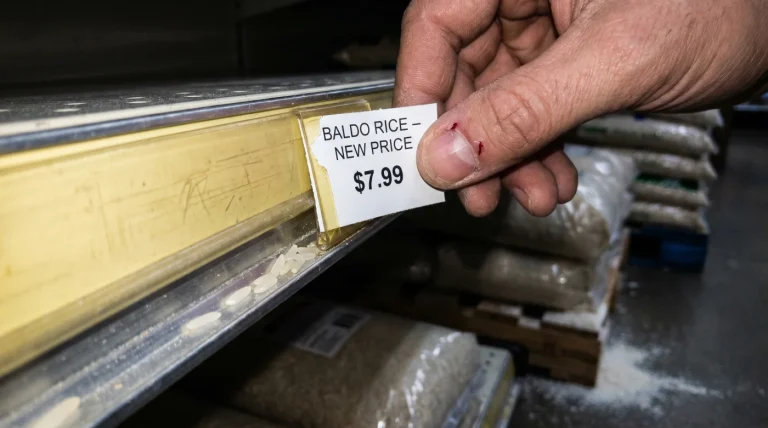 BALDO RICE –
NEW PRICE
$7.99